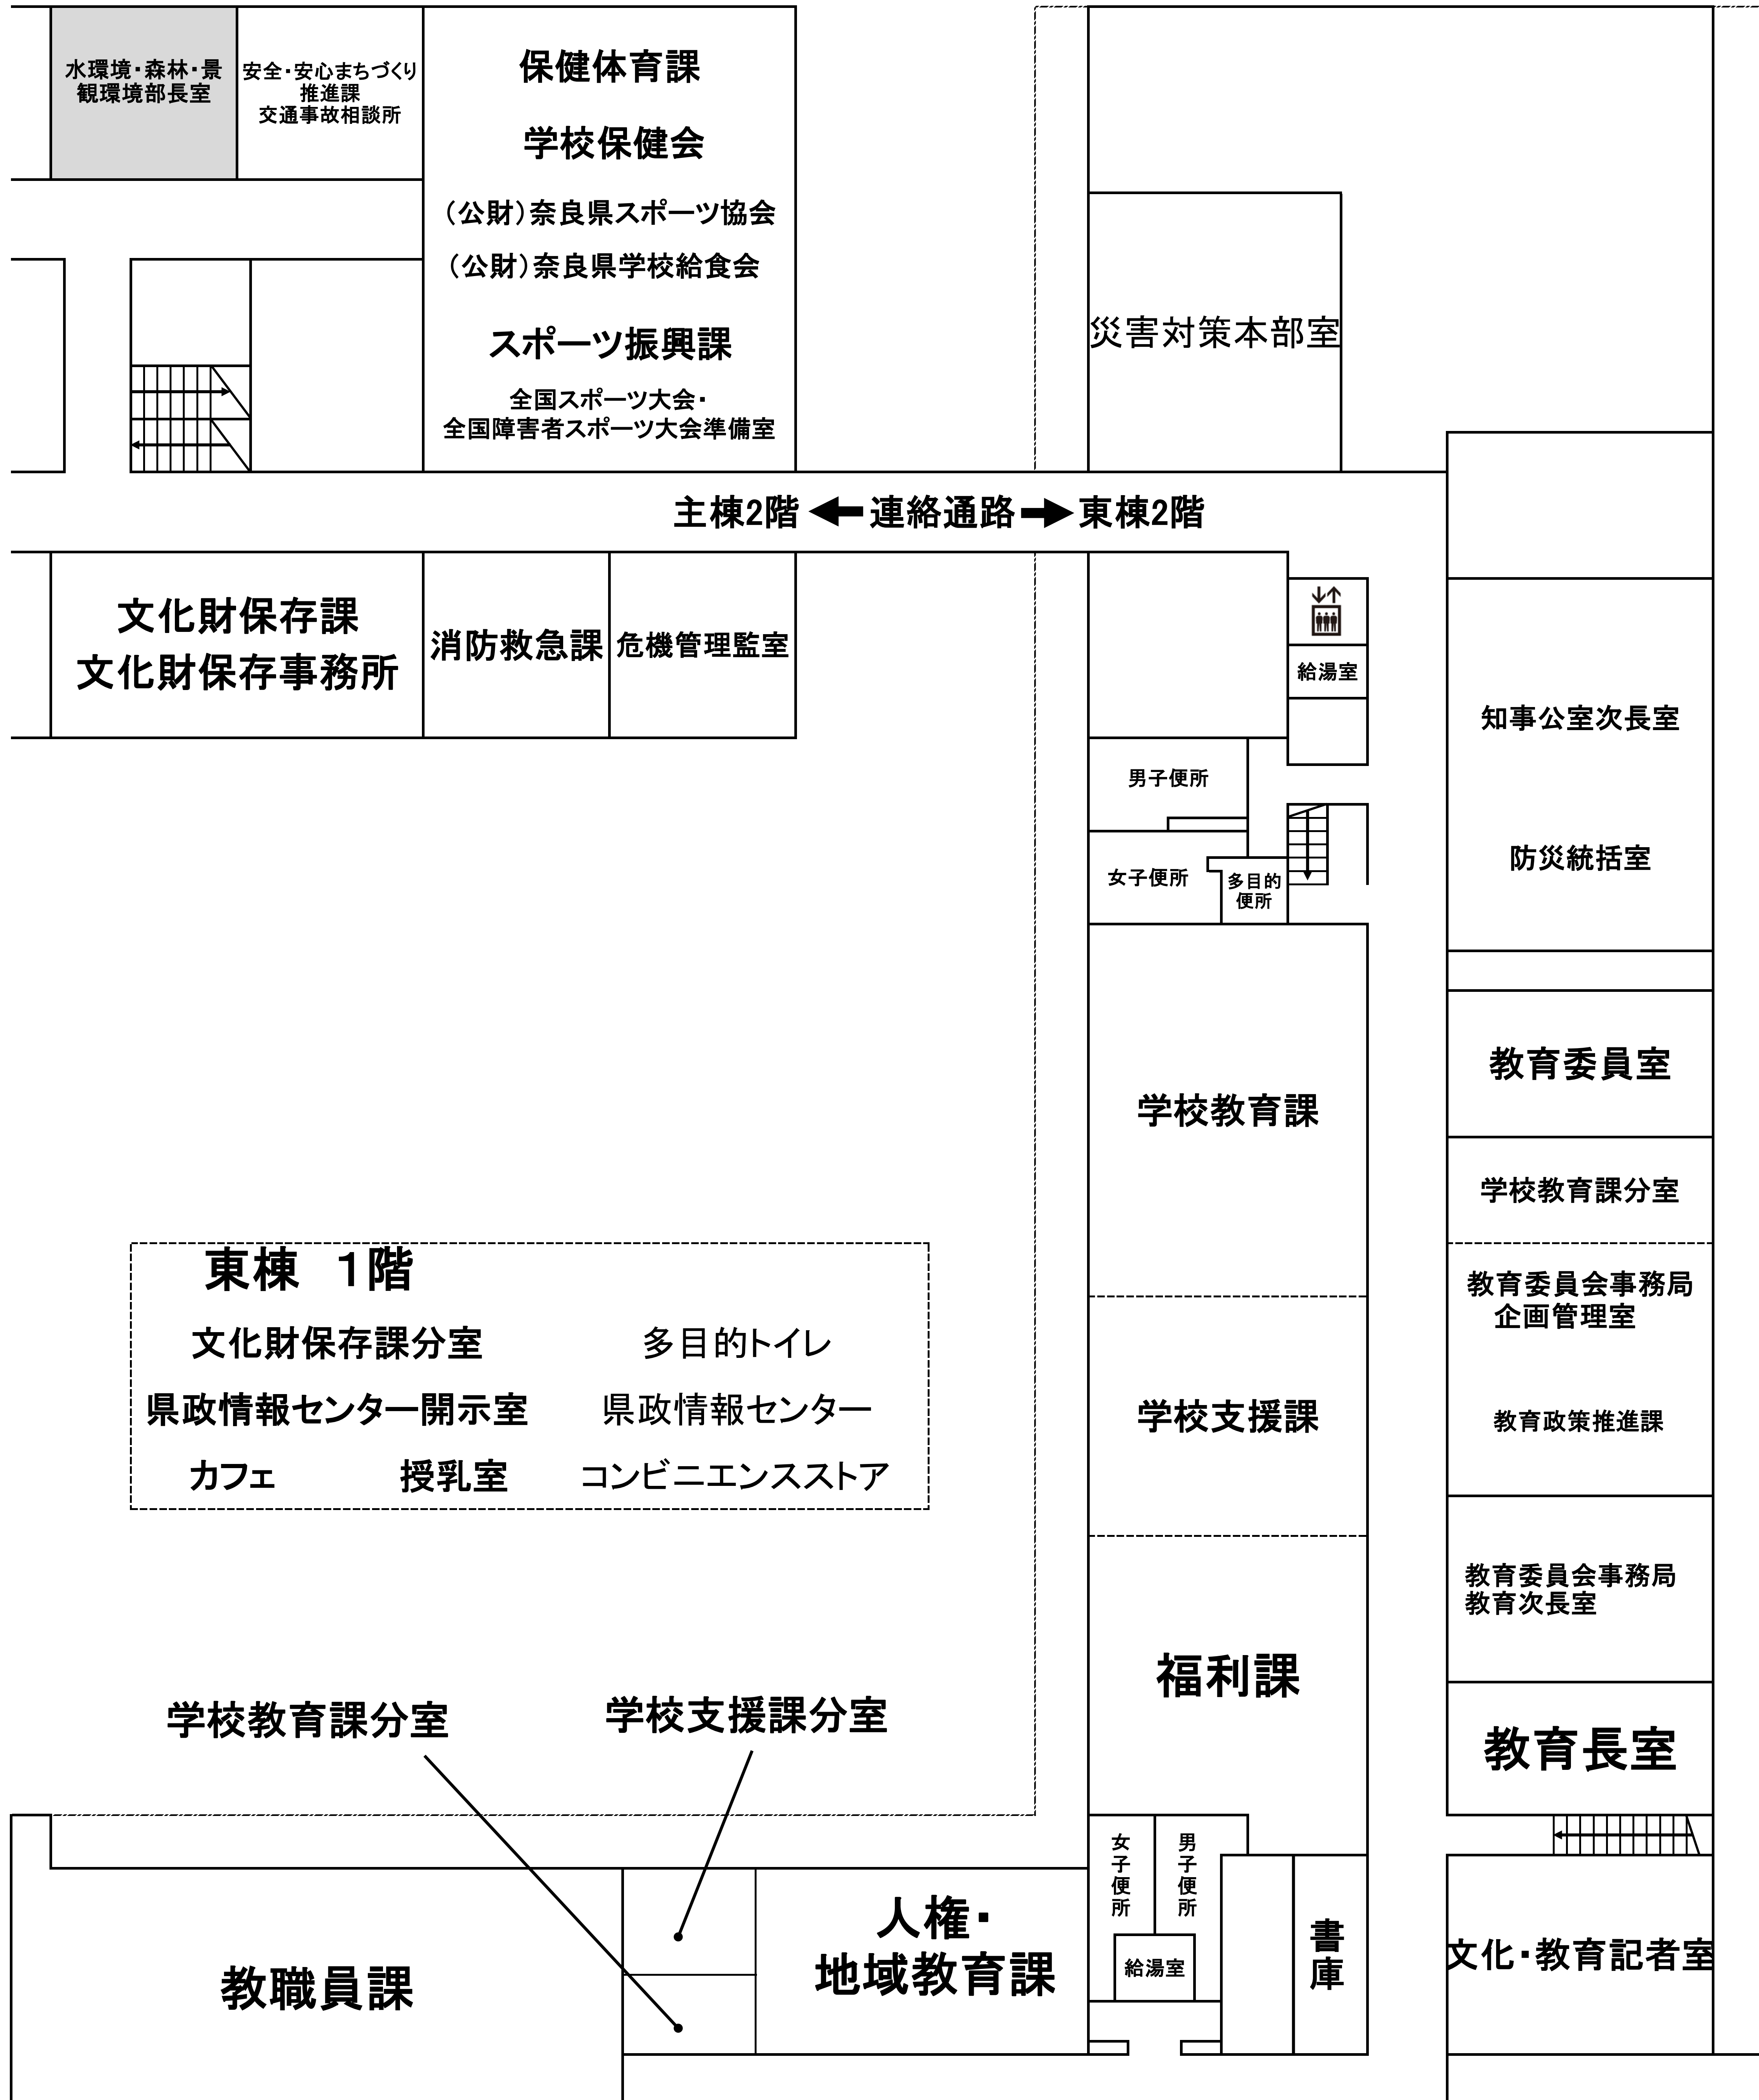 水環境・森林・景
観環境部長室
安全・安心まちづくり
推進課
交通事故相談所
保健体育課
学校保健会
（公財）奈良県スポーツ協会
（公財）奈良県学校給食会
スポーツ振興課
全国スポーツ大会・
全国障害者スポーツ大会準備室
災害対策本部室
主棟2階
連絡通路
東棟2階
文化財保存課
文化財保存事務所
消防救急課
危機管理監室
給湯室
知事公室次長室
男子便所
防災統括室
女子便所
多目的
便所
教育委員室
学校教育課
学校教育課分室
東棟　1階
文化財保存課分室
多目的トイレ
県政情報センター開示室
県政情報センター
カフェ
授乳室
コンビニエンスストア
教育委員会事務局
企画管理室
学校支援課
教育政策推進課
教育委員会事務局
教育次長室
福利課
学校教育課分室
学校支援課分室
教育長室
女子便所
男子便所
人権・
地域教育課
教職員課
給湯室
書庫
文化・教育記者室